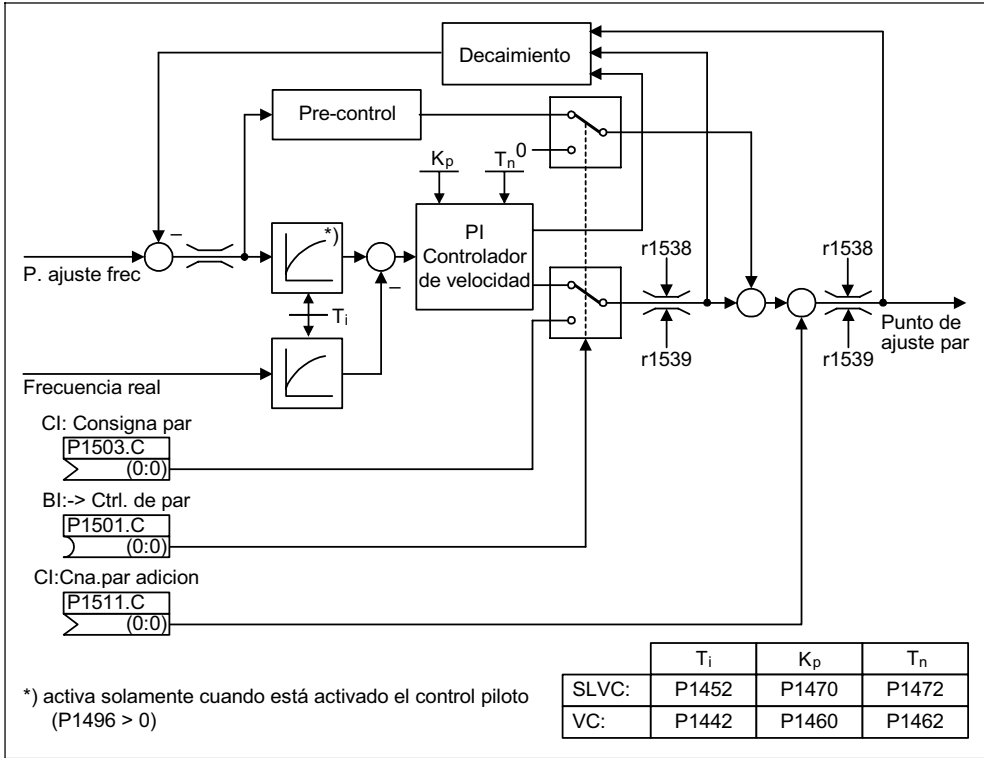 Decaimiento
Pre-control
0
Kp
Tn
*)
PI
Controlador
de velocidad
–
P. ajuste frec
–
Ti
r1538
r1538
r1539
r1539
Punto de
ajuste par
Frecuencia real
CI: Consigna par
P1503.C
(0:0)
BI:-> Ctrl. de par
P1501.C
(0:0)
CI:Cna.par adicion
P1511.C
(0:0)
*) activa solamente cuando está activado el control piloto
(P1496 > 0)
Ti Kp Tn
SLVC: P1452 P1470 P1472
VC: P1442 P1460 P1462